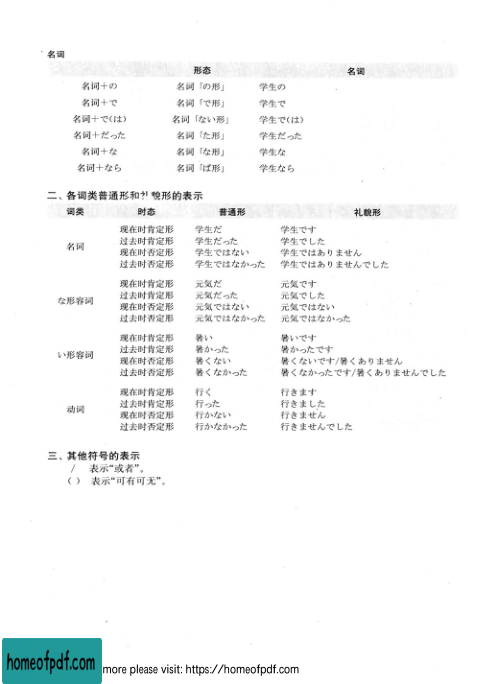 名词
形态 名词
名词＋の 名词「の形」 学生の
名词＋で 名词「で形」 学生で
名词＋で(は) 名词「ない形」 学生で(は)
名词＋だった 名词「た形」 学生だった
名词＋な 名词「な形」 学生な
名词＋なら 名词「ば形」 学生なら
二、各词类普通形和礼貌形的表示
词类 时态 普通形 礼貌形
现在时肯定形 学生だ 学生です
过去时肯定形 学生だった 学生でした
名词
现在时否定形 学生ではない 学生ではありません
过去时否定形 学生ではなかった 学生ではありませんでした
现在时肯定形 元気だ 元気です
过去时肯定形 元気だった 元気でした
な形容词
现在时否定形 元気ではない 元気ではない
过去时否定形 元気ではなかった 元気ではなかった
现在时肯定形 暑い 暑いです
过去时肯定形 暑かった 暑かったです
い形容词
现在时否定形 暑くない 暑くないです/暑くありません
过去时否定形 暑くなかった 暑くなかったです/暑くありませんでした
现在时肯定形 行く 行きます
过去时肯定形 行った 行きました
动词
现在时否定形 行かない 行きません
过去时否定形 行かなかった 行きませんでした
三、其他符号的表示
/ 表示“或者”。
( ) 表示“可有可无”。
homeofpdf.com more please visit: https://homeofpdf.com